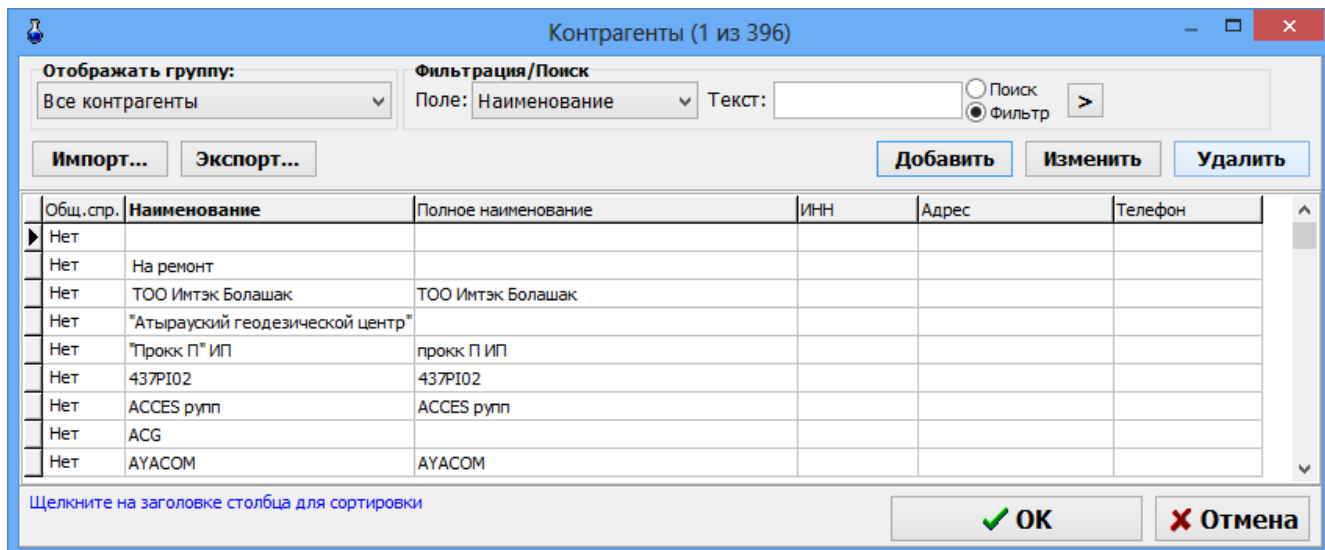 Контрагенты (1 из 396)
Отображать группу:
Фильтрация/Поиск
Все контрагенты
Поле: Наименование
Текст:
Поиск
Фильтр
>
Импорт...
Экспорт...
Добавить
Изменить
Удалить
Общ.спр. Наименование Полное наименование ИНН Адрес Телефон
Нет
Нет На ремонт
Нет ТОО Имтэк Болашак ТОО Имтэк Болашак
Нет "Атырауский геодезической центр"
Нет "Прокк П" ИП прокк П ИП
Нет 437PI02 437PI02
Нет ACCES рупп ACCES рупп
Нет ACG
Нет AYACOM AYACOM
Щелкните на заголовке столбца для сортировки
OK
Отмена